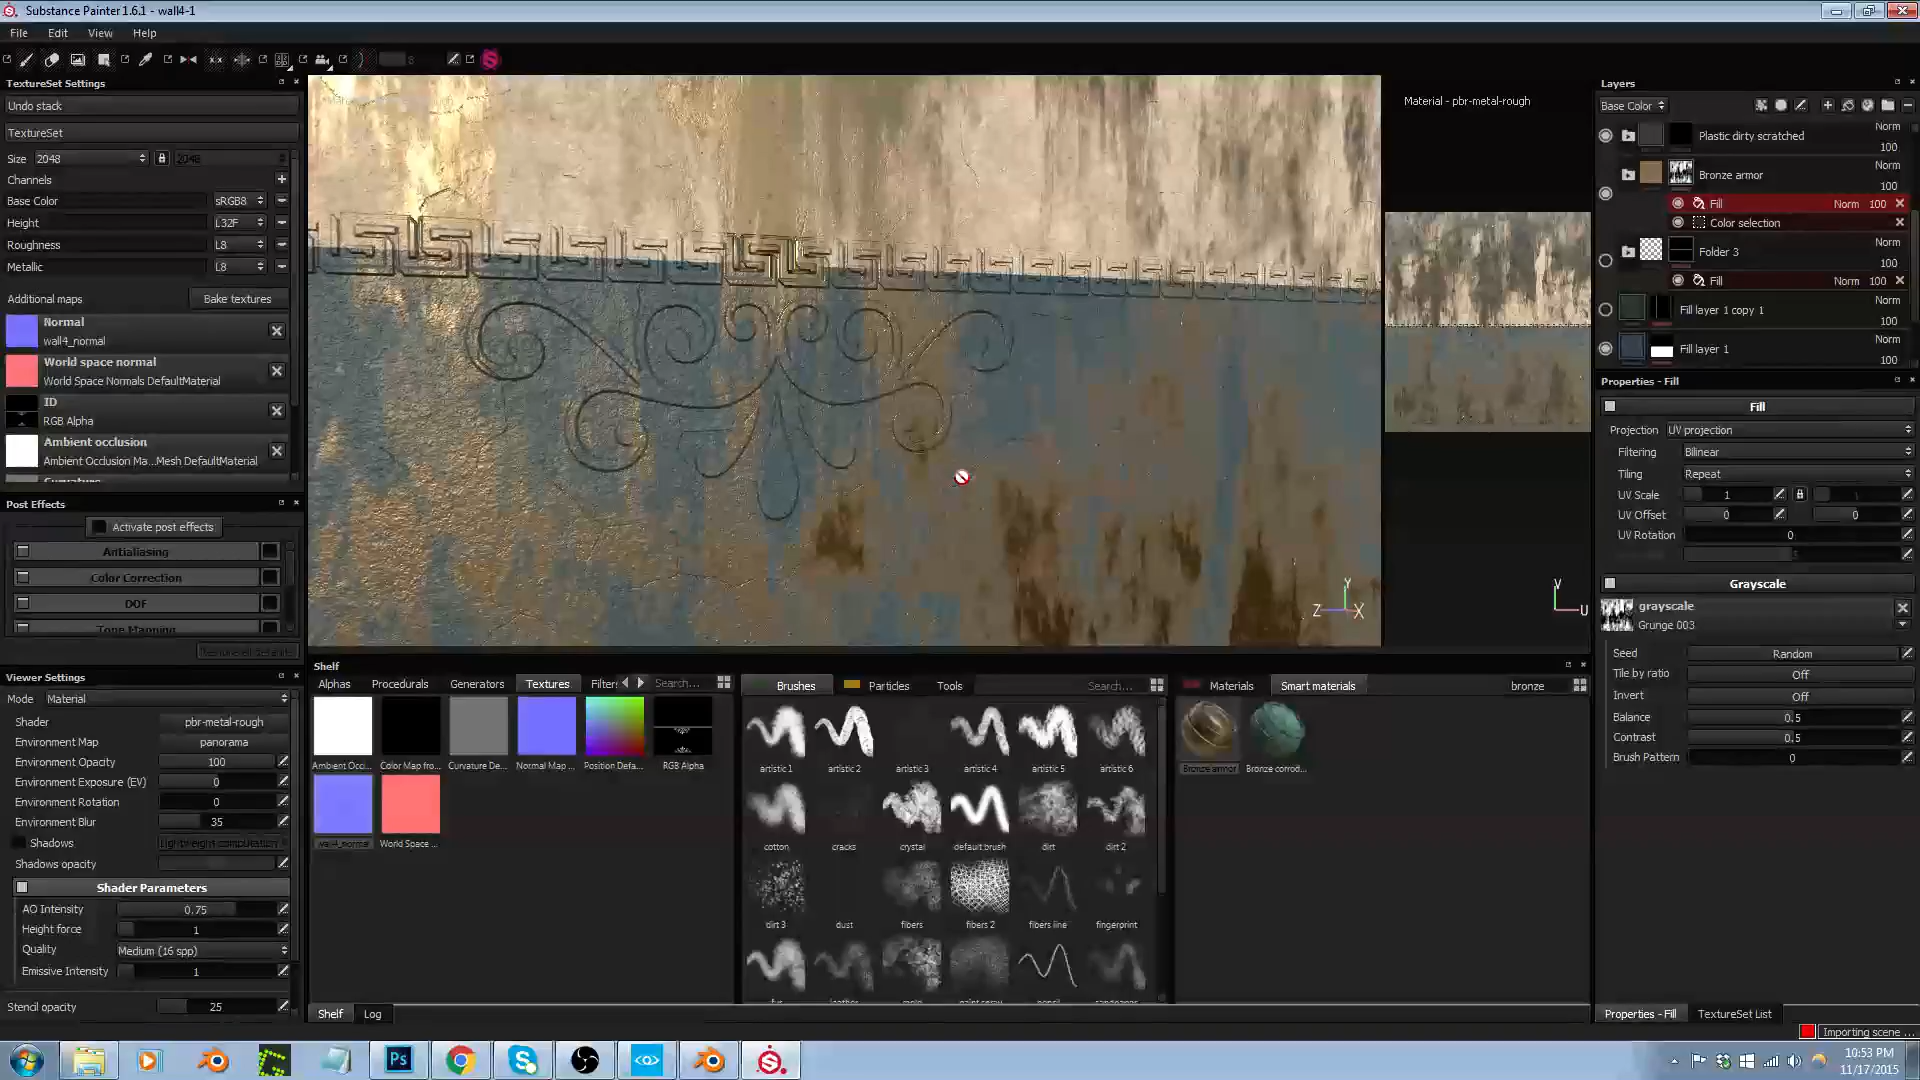 Substance Painter 1.6.1 - wall4-1
File Edit View Help
TextureSet Settings
Undo stack
TextureSet
Size 2048 2048
Channels
Base Color sRGB8
Height L32F
Roughness L8
Metallic L8
Additional maps Bake textures
Normal
wall4_normal
World space normal
World Space Normals DefaultMaterial
ID
RGB Alpha
Ambient occlusion
Ambient Occlusion Ma...Mesh DefaultMaterial
Curvature
Post Effects
Activate post effects
Antialiasing
Color Correction
DOF
Tone Mapping
Viewer Settings
Mode Material
Shader pbr-metal-rough
Environment Map panorama
Environment Opacity 100
Environment Exposure (EV) 0
Environment Rotation 0
Environment Blur 35
Shadows
Shadows opacity
Shader Parameters
AO Intensity 0.75
Height force 1
Quality Medium (16 spp)
Emissive Intensity 1
Stencil opacity 25
Material - pbr-metal-rough
Z Y X
V U
Shelf
Alphas Procedurals Generators Textures Filter Search...
Ambient Occl... Color Map fro... Curvature De... Normal Map ... Position Defa... RGB Alpha
wall4_normal World Space ...
Brushes Particles Tools Search...
artistic 1 artistic 2 artistic 3 artistic 4 artistic 5 artistic 6
cotton cracks crystal default brush dirt dirt 2
dirt 3 dust fibers fibers 2 fibers line fingerprint
fur leather mold paint spray pencil sandpaper
Materials Smart materials bronze
Bronze armor Bronze corrod...
Shelf Log
Layers
Base Color
Plastic dirty scratched Norm 100
Bronze armor Norm 100
Fill Norm 100
Color selection
Folder 3 Norm 100
Fill Norm 100
Fill layer 1 copy 1 Norm 100
Fill layer 1 Norm 100
Properties - Fill
Fill
Projection UV projection
Filtering Bilinear
Tiling Repeat
UV Scale 1 1
UV Offset 0 0
UV Rotation 0
Grayscale
grayscale
Grunge 003
Seed Random
Tile by ratio Off
Invert Off
Balance 0.5
Contrast 0.5
Brush Pattern 0
Properties - Fill TextureSet List
Importing scene ...
Ps
10:53 PM
11/17/2015